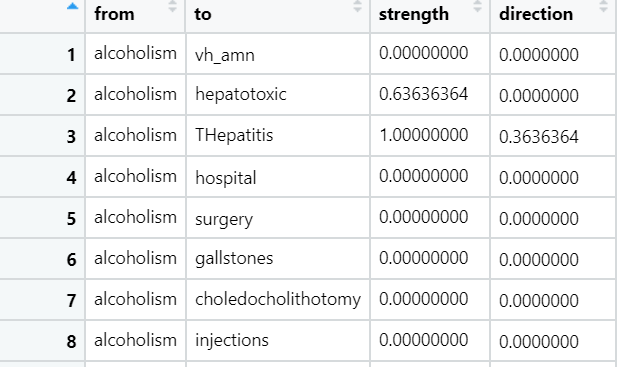 from to strength direction
1 alcoholism vh_amn 0.00000000 0.0000000
2 alcoholism hepatotoxic 0.63636364 0.0000000
3 alcoholism THepatitis 1.00000000 0.3636364
4 alcoholism hospital 0.00000000 0.0000000
5 alcoholism surgery 0.00000000 0.0000000
6 alcoholism gallstones 0.00000000 0.0000000
7 alcoholism choledocholithotomy 0.00000000 0.0000000
8 alcoholism injections 0.00000000 0.0000000